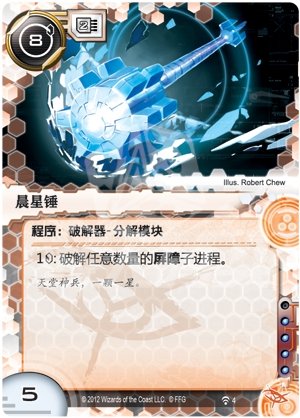 8
Illus. Robert Chew
晨星锤
程序：破解器-分解模块
1: 破解任意数量的屏障子进程。
天堂神兵，一颗一星。
5
© 2012 Wizards of the Coast LLC. © FFG
4